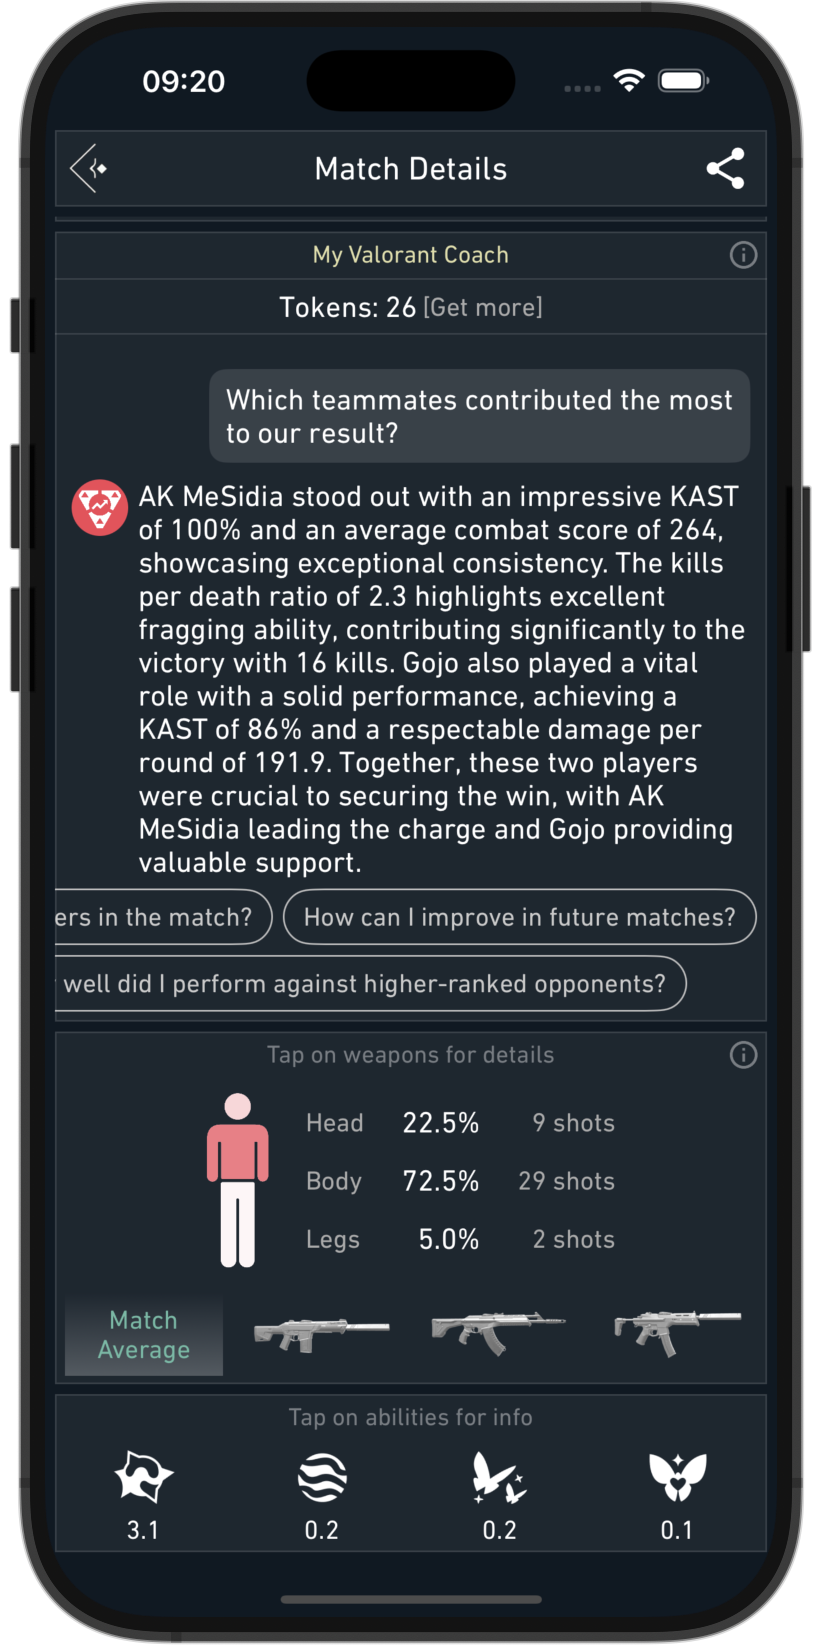 09:20
Match Details
My Valorant Coach
Tokens: 26 [Get more]
Which teammates contributed the most
to our result?
AK MeSidia stood out with an impressive KAST
of 100% and an average combat score of 264,
showcasing exceptional consistency. The kills
per death ratio of 2.3 highlights excellent
fragging ability, contributing significantly to the
victory with 16 kills. Gojo also played a vital
role with a solid performance, achieving a
KAST of 86% and a respectable damage per
round of 191.9. Together, these two players
were crucial to securing the win, with AK
MeSidia leading the charge and Gojo providing
valuable support.
ers in the match? How can I improve in future matches?
well did I perform against higher-ranked opponents?
Tap on weapons for details
Head 22.5% 9 shots
Body 72.5% 29 shots
Legs 5.0% 2 shots
Match
Average
Tap on abilities for info
3.1 0.2 0.2 0.1